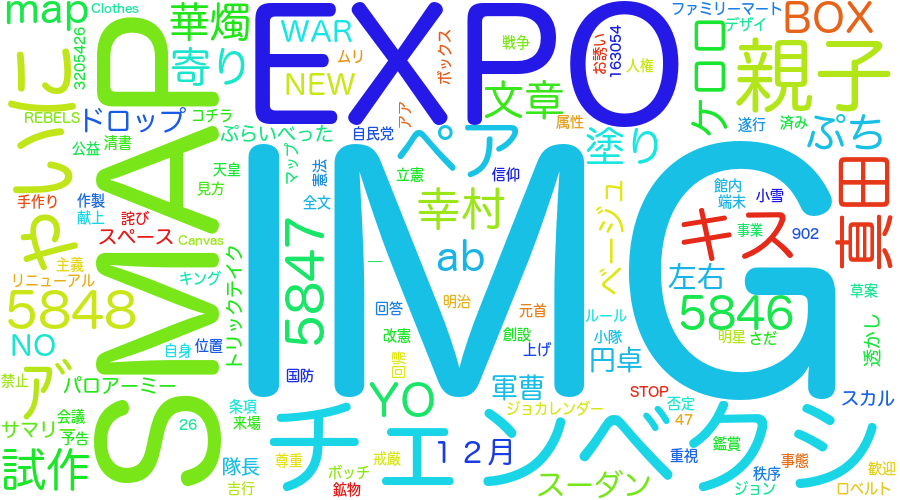 map
Clothes
3205426
華燭
寄り
EXPO
WAR
ムリ
ボックス
戦争
お誘い
163054
人権
ファミリーマート
デザイ
BOX
ケロロ
親子
やしいに
REBELS
ドロップ
コチラ
NEW
文章
SMAP
ぷらいべった
自民党
アア
ペア
属性
塗り
遂行
済み
ぷち
公益
清書
天皇
マップ
憲法
立憲
信仰
手作り
作製
献上
詫び
見方
全文
幸村
ベージュ
館内
端末
小雪
真田
スペース
Canvas
IMG
キス
事業
902
主義
リニューアル
キング
トリックテイク
5847
ab
左右
5848
回答
明治
元首
ルール
5846
草案
NO
自身
位置
改憲
創設
上げ
小隊
明星
さだ
透かし
禁止
ブ
パロアーミー
国防
回帰
円卓
YO
軍曹
STOP
スカル
サマリー
会議
予告
26
条項
来場
チェンベクシ
ジョカレンダー
否定
47
試作
隊長
吉行
尊重
ボッチ
鉱物
戒厳
12月
スーダン
重視
鑑賞
秩序
ジョン
事態
歓迎
ロベルト